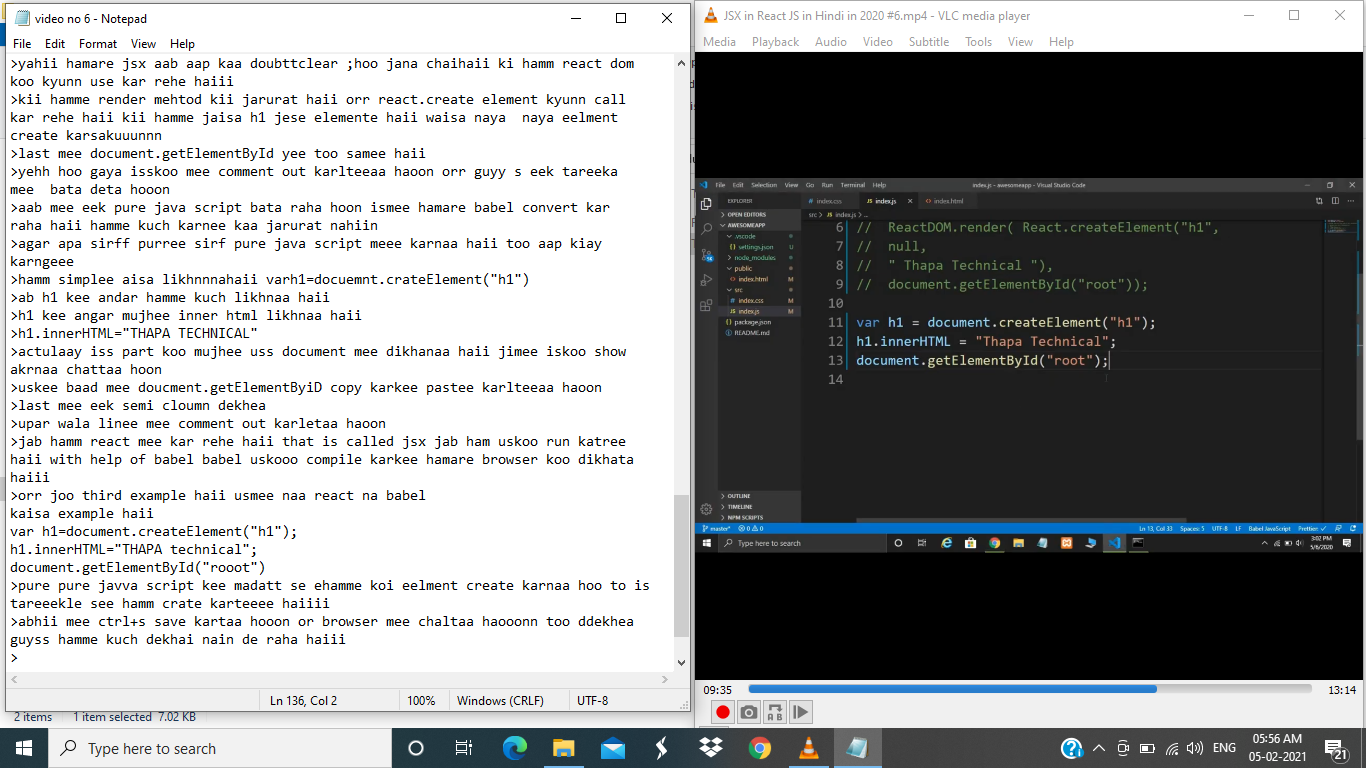 video no 6 - Notepad
File Edit Format View Help
>yahii hamare jsx aab aap kaa doubttclear ;hoo jana chaihaii ki hamm react dom
koo kyunn use kar rehe haiii
>kii hamme render mehtod kii jarurat haii orr react.create element kyunn call
kar rehe haii kii hamme jaisa h1 jese elemente haii waisa naya  naya eelment
create karsakuuunnn
>last mee document.getElementById yee too samee haii
>yehh hoo gaya isskoo mee comment out karlteeaa haoon orr guyy s eek tareeka
mee  bata deta hooon
>aab mee eek pure java script bata raha hoon ismee hamare babel convert kar
raha haii hamme kuch karnee kaa jarurat nahiin
>agar apa sirff purree sirf pure java script meee karnaa haii too aap kiay
karngeee
>hamm simplee aisa likhnnnahaii varh1=docuemnt.crateElement("h1")
>ab h1 kee andar hamme kuch likhnaa haii
>h1 kee angar mujhee inner html likhnaa haii
>h1.innerHTML="THAPA TECHNICAL"
>actulaay iss part koo mujhee uss document mee dikhanaa haii jimee iskoo show
akrnaa chattaa hoon
>uskee baad mee doucment.getElementByiD copy karkee pastee karlteeaa haoon
>last mee eek semi cloumn dekhea
>upar wala linee mee comment out karletaa haoon
>jab hamm react mee kar rehe haii that is called jsx jab ham uskoo run katree
haii with help of babel babel uskooo compile karkee hamare browser koo dikhata
haiii
>orr joo third example haii usmee naa react na babel
kaisa example haii
var h1=document.createElement("h1");
h1.innerHTML="THAPA technical";
document.getElementById("rooot")
>pure pure javva script kee madatt se ehamme koi eelment create karnaa hoo to is
tareeekle see hamm crate karteeee haiiii
>abhii mee ctrl+s save kartaa hooon or browser mee chaltaa haooonn too ddekhea
guyss hamme kuch dekhai nain de raha haiii
>
Ln 136, Col 2 100% Windows (CRLF) UTF-8
2 items 1 item selected 7.02 KB
JSX in React JS in Hindi in 2020 #6.mp4 - VLC media player
Media Playback Audio Video Subtitle Tools View Help
File Edit Selection View Go Run Terminal Help index.js - awesomeapp - Visual Studio Code
EXPLORER
OPEN EDITORS
AWESOMEAPP
.vscode
settings.json U
node_modules
public
index.html M
src
index.css M
index.js M
package.json M
README.md
OUTLINE
TIMELINE
NPM SCRIPTS
index.css index.js index.html
src > index.js > ...
6 // ReactDOM.render( React.createElement("h1",
7 // null,
8 // " Thapa Technical "),
9 // document.getElementById("root"));
10
11 var h1 = document.createElement("h1");
12 h1.innerHTML = "Thapa Technical";
13 document.getElementById("root");
14
master* 0 0 Ln 13, Col 33 Spaces: 5 UTF-8 LF Babel JavaScript Prettier: ✓
Type here to search 3:02 PM
5/6/2020
09:35 13:14
Type here to search ENG 05:56 AM
05-02-2021 21